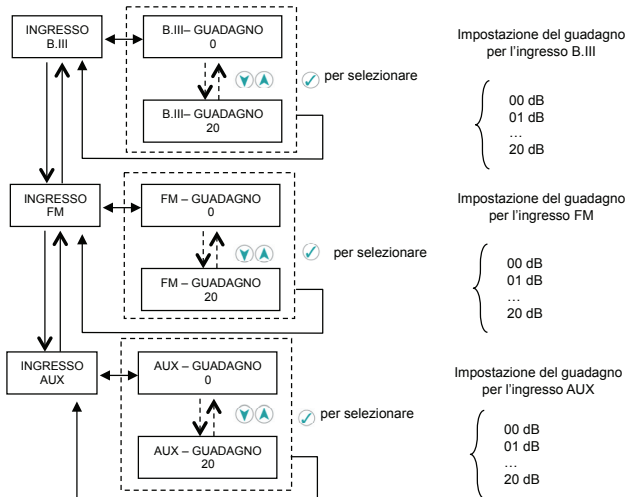 INGRESSO
B.III
B.III– GUADAGNO
0
B.III– GUADAGNO
20
per selezionare
Impostazione del guadagno
per l'ingresso B.III
00 dB
01 dB
…
20 dB
INGRESSO
FM
FM – GUADAGNO
0
FM – GUADAGNO
20
per selezionare
Impostazione del guadagno
per l'ingresso FM
00 dB
01 dB
…
20 dB
INGRESSO
AUX
AUX – GUADAGNO
0
AUX – GUADAGNO
20
per selezionare
Impostazione del guadagno
per l'ingresso AUX
00 dB
01 dB
…
20 dB